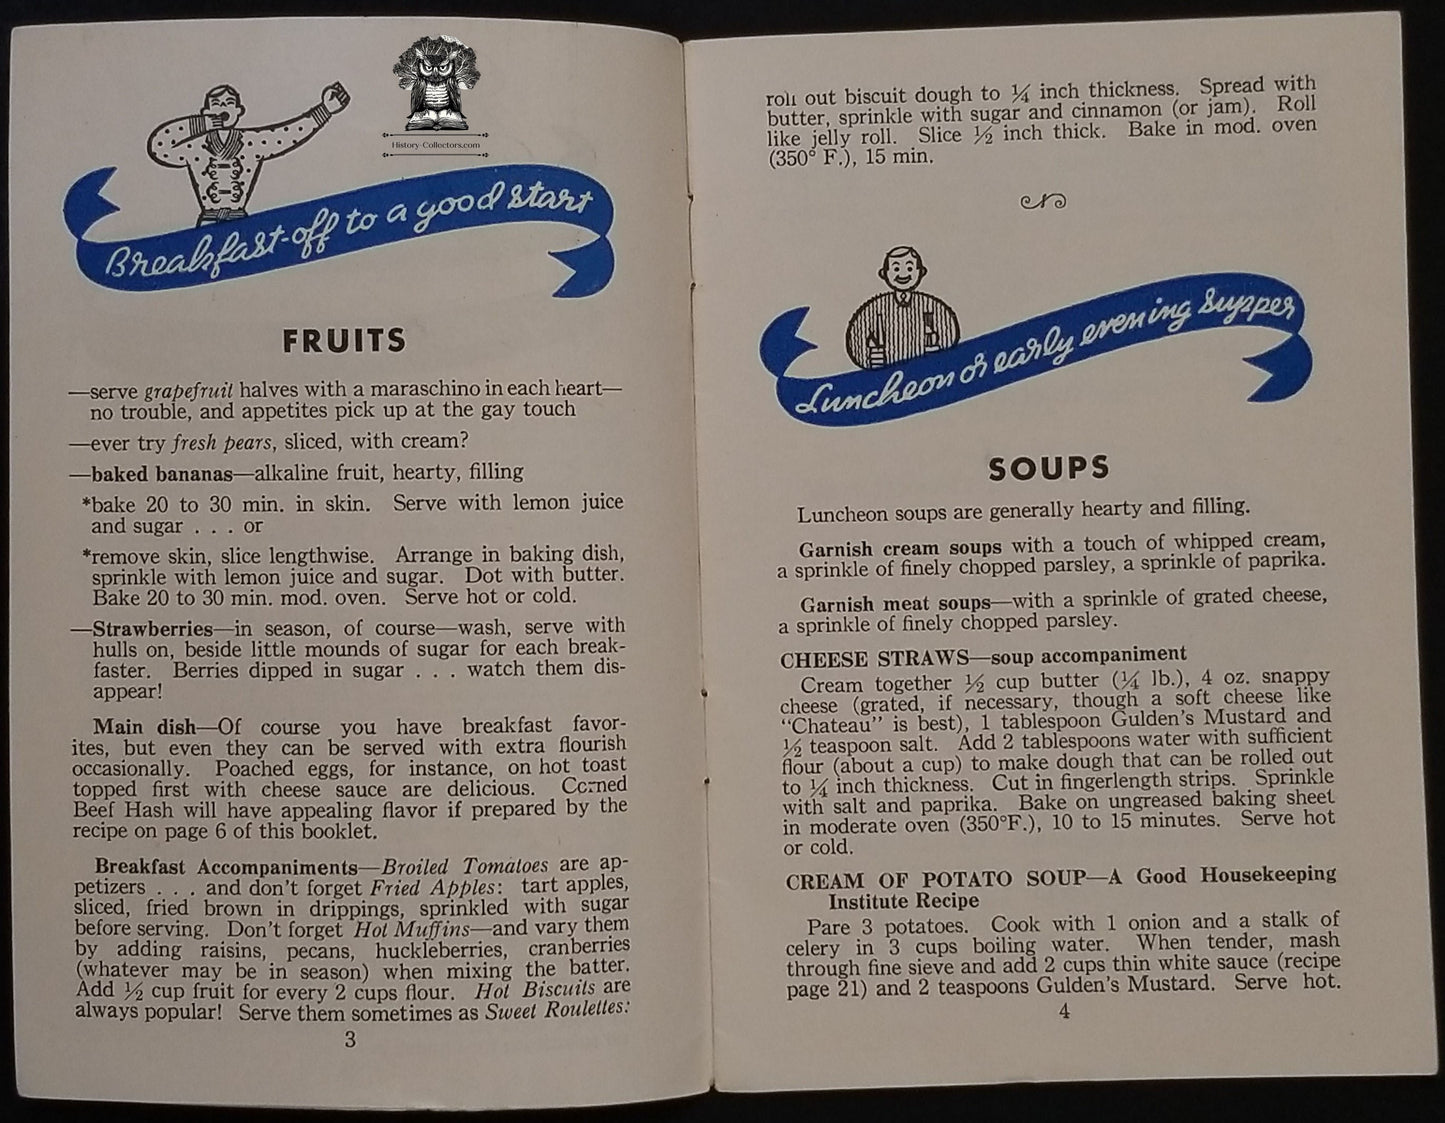 History-Collectors.com
Breakfast-off to a good start
FRUITS
—serve grapefruit halves with a maraschino in each heart—
no trouble, and appetites pick up at the gay touch
—ever try fresh pears, sliced, with cream?
—baked bananas—alkaline fruit, hearty, filling
*bake 20 to 30 min. in skin. Serve with lemon juice
and sugar . . . or
*remove skin, slice lengthwise. Arrange in baking dish,
sprinkle with lemon juice and sugar. Dot with butter.
Bake 20 to 30 min. mod. oven. Serve hot or cold.
—Strawberries—in season, of course—wash, serve with
hulls on, beside little mounds of sugar for each break-
faster. Berries dipped in sugar . . . watch them dis-
appear!
Main dish—Of course you have breakfast favor-
ites, but even they can be served with extra flourish
occasionally. Poached eggs, for instance, on hot toast
topped first with cheese sauce are delicious. Corned
Beef Hash will have appealing flavor if prepared by the
recipe on page 6 of this booklet.
Breakfast Accompaniments—Broiled Tomatoes are ap-
petizers . . . and don't forget Fried Apples: tart apples,
sliced, fried brown in drippings, sprinkled with sugar
before serving. Don't forget Hot Muffins—and vary them
by adding raisins, pecans, huckleberries, cranberries
(whatever may be in season) when mixing the batter.
Add ½ cup fruit for every 2 cups flour. Hot Biscuits are
always popular! Serve them sometimes as Sweet Roulettes:
3
roll out biscuit dough to ¼ inch thickness. Spread with
butter, sprinkle with sugar and cinnamon (or jam). Roll
like jelly roll. Slice ½ inch thick. Bake in mod. oven
(350° F.), 15 min.
Luncheon or early evening supper
SOUPS
Luncheon soups are generally hearty and filling.
Garnish cream soups with a touch of whipped cream,
a sprinkle of finely chopped parsley, a sprinkle of paprika.
Garnish meat soups—with a sprinkle of grated cheese,
a sprinkle of finely chopped parsley.
CHEESE STRAWS—soup accompaniment
Cream together ½ cup butter (¼ lb.), 4 oz. snappy
cheese (grated, if necessary, though a soft cheese like
"Chateau" is best), 1 tablespoon Gulden's Mustard and
½ teaspoon salt. Add 2 tablespoons water with sufficient
flour (about a cup) to make dough that can be rolled out
to ¼ inch thickness. Cut in fingerlength strips. Sprinkle
with salt and paprika. Bake on ungreased baking sheet
in moderate oven (350°F.), 10 to 15 minutes. Serve hot
or cold.
CREAM OF POTATO SOUP—A Good Housekeeping
Institute Recipe
Pare 3 potatoes. Cook with 1 onion and a stalk of
celery in 3 cups boiling water. When tender, mash
through fine sieve and add 2 cups thin white sauce (recipe
page 21) and 2 teaspoons Gulden's Mustard. Serve hot.
4